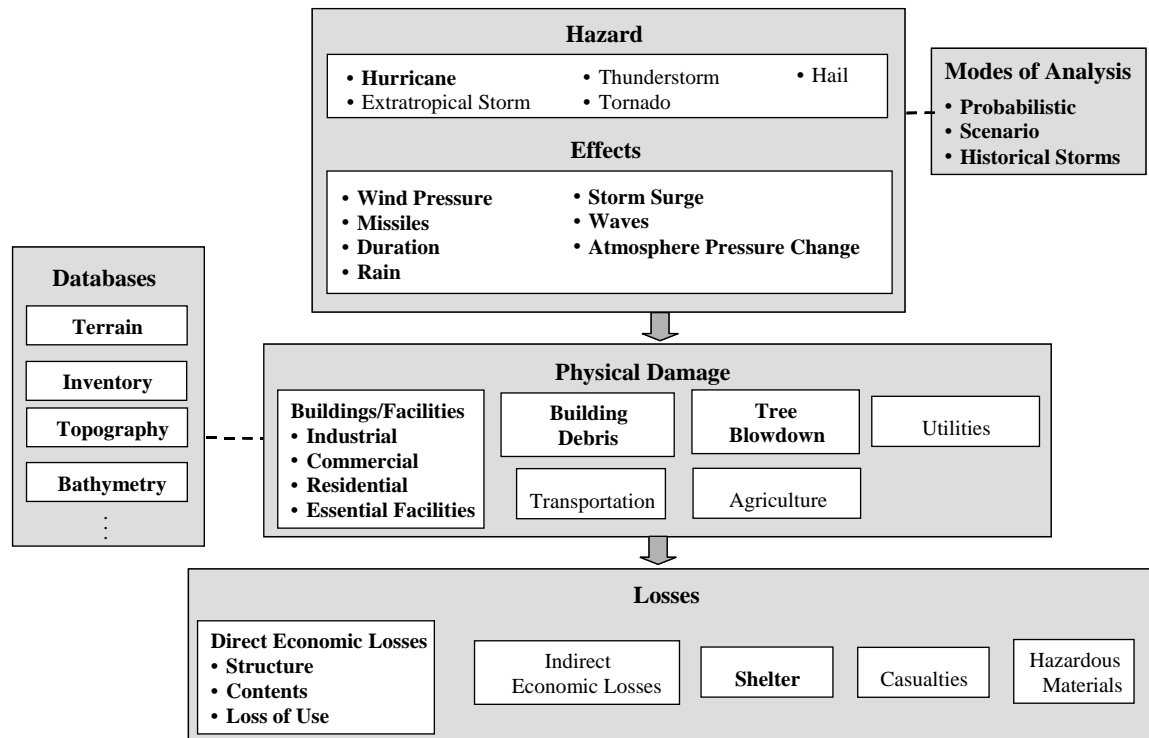 Hazard
• Hurricane
• Extratropical Storm
• Thunderstorm
• Tornado
• Hail
Effects
• Wind Pressure
• Missiles
• Duration
• Rain
• Storm Surge
• Waves
• Atmosphere Pressure Change
Modes of Analysis
• Probabilistic
• Scenario
• Historical Storms
Databases
Terrain
Inventory
Topography
Bathymetry
Physical Damage
Buildings/Facilities
• Industrial
• Commercial
• Residential
• Essential Facilities
Building
Debris
Tree
Blowdown
Utilities
Transportation
Agriculture
Losses
Direct Economic Losses
• Structure
• Contents
• Loss of Use
Indirect
Economic Losses
Shelter
Casualties
Hazardous
Materials